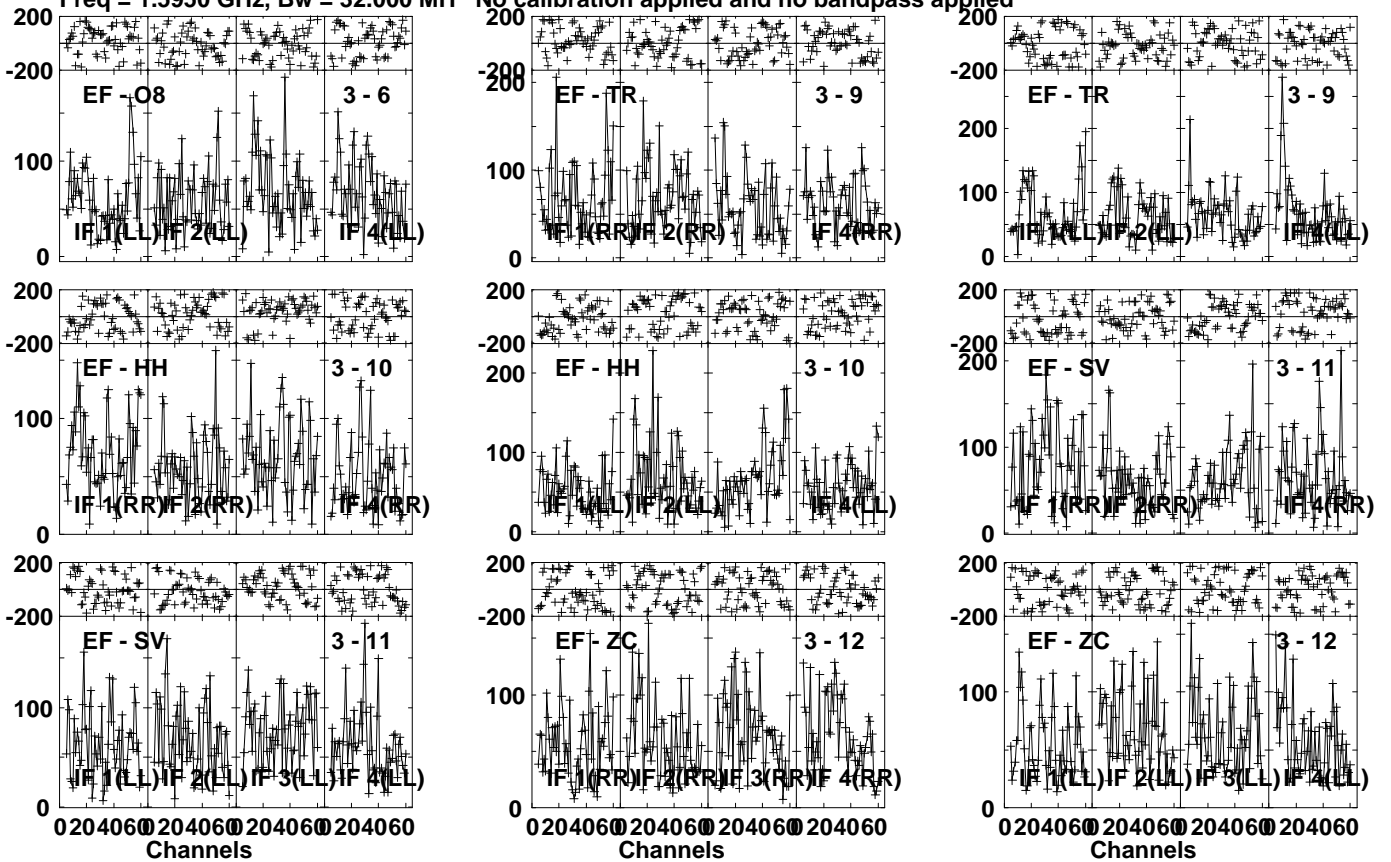 Freq = 1.5950 GHz, Bw = 32.000 MH No calibration applied and no bandpass applied
200
-200
EF - O8 3 - 6
100
0
IF 1(LL) IF 2(LL) IF 4(LL)
200
-200
200
EF - TR 3 - 9
100
0
IF 1(RR) IF 2(RR) IF 4(RR)
200
-200
EF - TR 3 - 9
200
100
0
IF 1(LL) IF 2(LL) IF 4(LL)
200
-200
EF - HH 3 - 10
100
0
IF 1(RR) IF 2(RR) IF 4(RR)
200
-200
EF - HH 3 - 10
200
100
0
IF 1(LL) IF 2(LL) IF 4(LL)
200
-200
EF - SV 3 - 11
200
100
0
IF 1(RR) IF 2(RR) IF 4(RR)
200
-200
EF - SV 3 - 11
100
0
IF 1(LL) IF 2(LL) IF 3(LL) IF 4(LL)
0 20 40 60 0 20 40 60 0 20 40 60 0 20 40 60
Channels
200
-200
EF - ZC 3 - 12
100
0
IF 1(RR) IF 2(RR) IF 3(RR) IF 4(RR)
0 20 40 60 0 20 40 60 0 20 40 60 0 20 40 60
Channels
200
-200
EF - ZC 3 - 12
100
0
IF 1(LL) IF 2(LL) IF 3(LL) IF 4(LL)
0 20 40 60 0 20 40 60 0 20 40 60 0 20 40 60
Channels